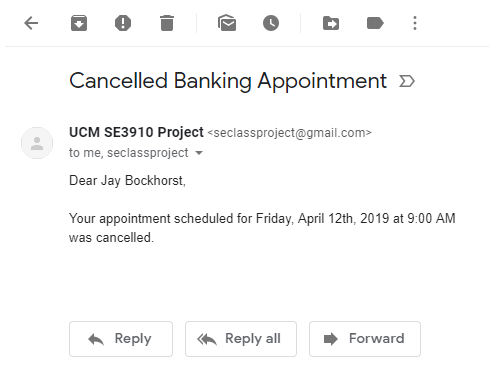 Cancelled Banking Appointment
UCM SE3910 Project <seclassproject@gmail.com>
to me, seclassproject
Dear Jay Bockhorst,
Your appointment scheduled for Friday, April 12th, 2019 at 9:00 AM
was cancelled.
Reply Reply all Forward